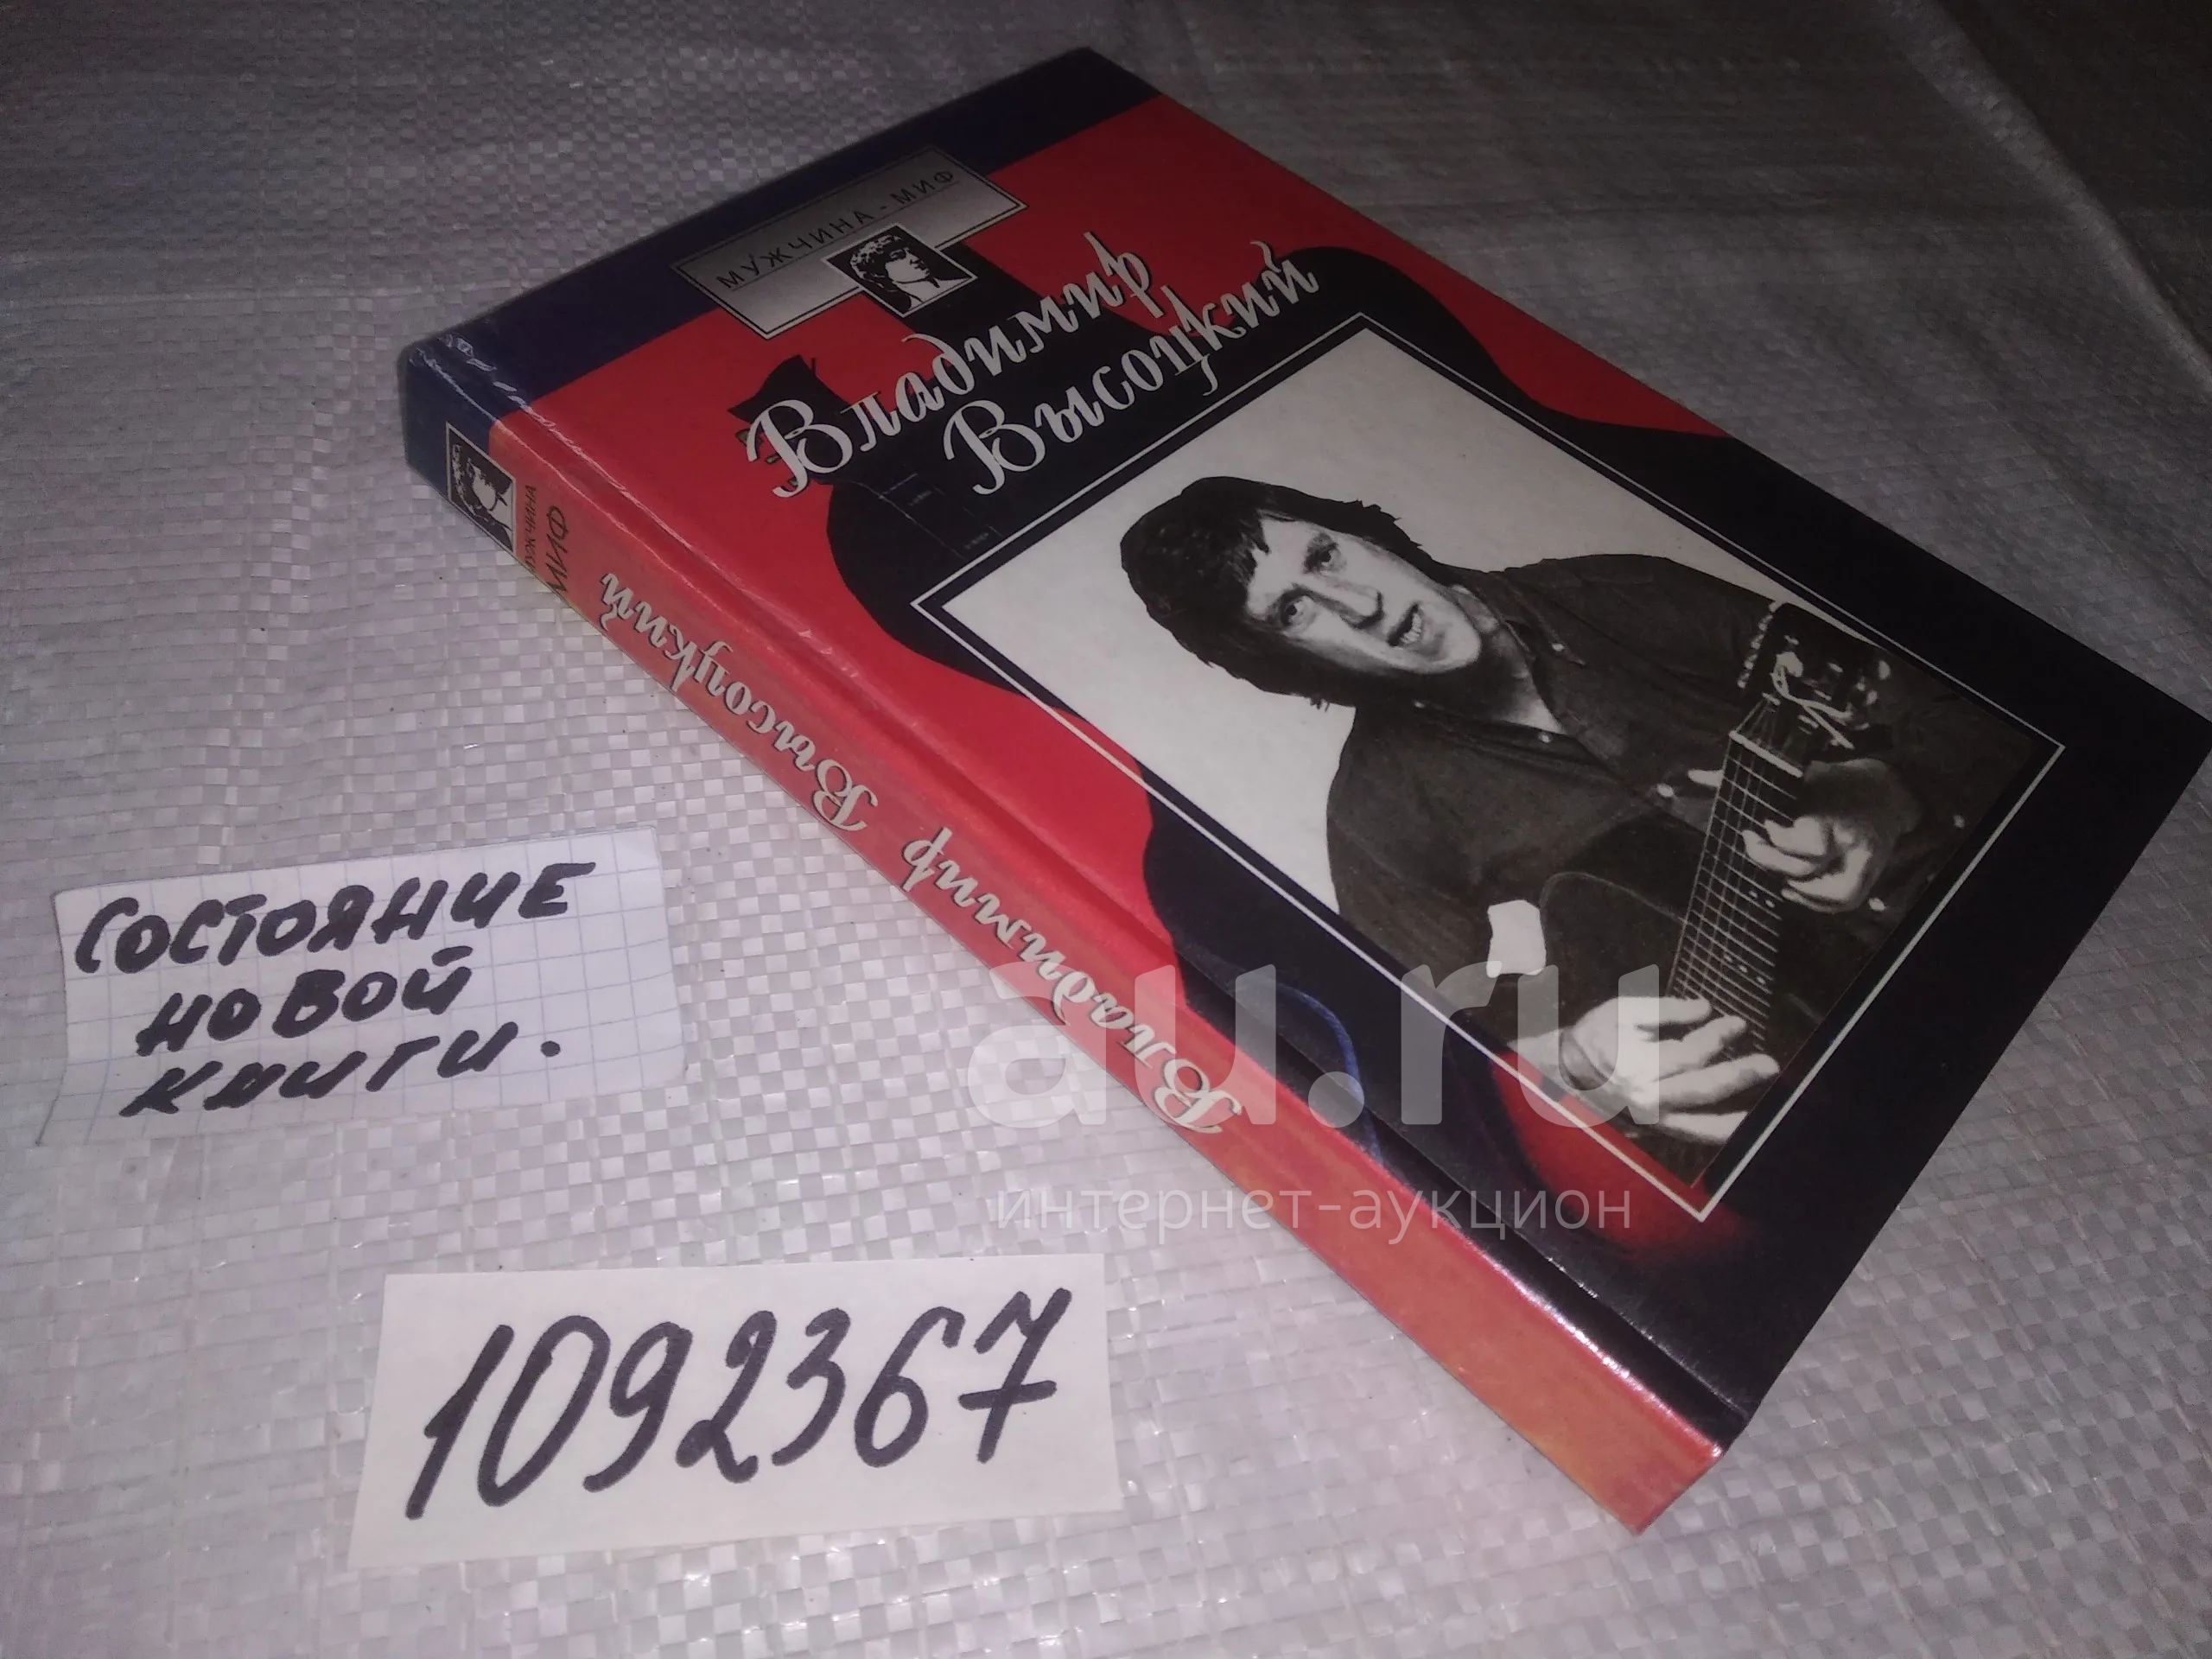 МУЖЧИНА - МИФ
Владимир
Высоцкий
МУЖЧИНА
МИФ
Владимир Высоцкий
СОСТОЯНИЕ
НОВОЙ
КНИГИ.
au.ru
интернет-аукцион
1092367